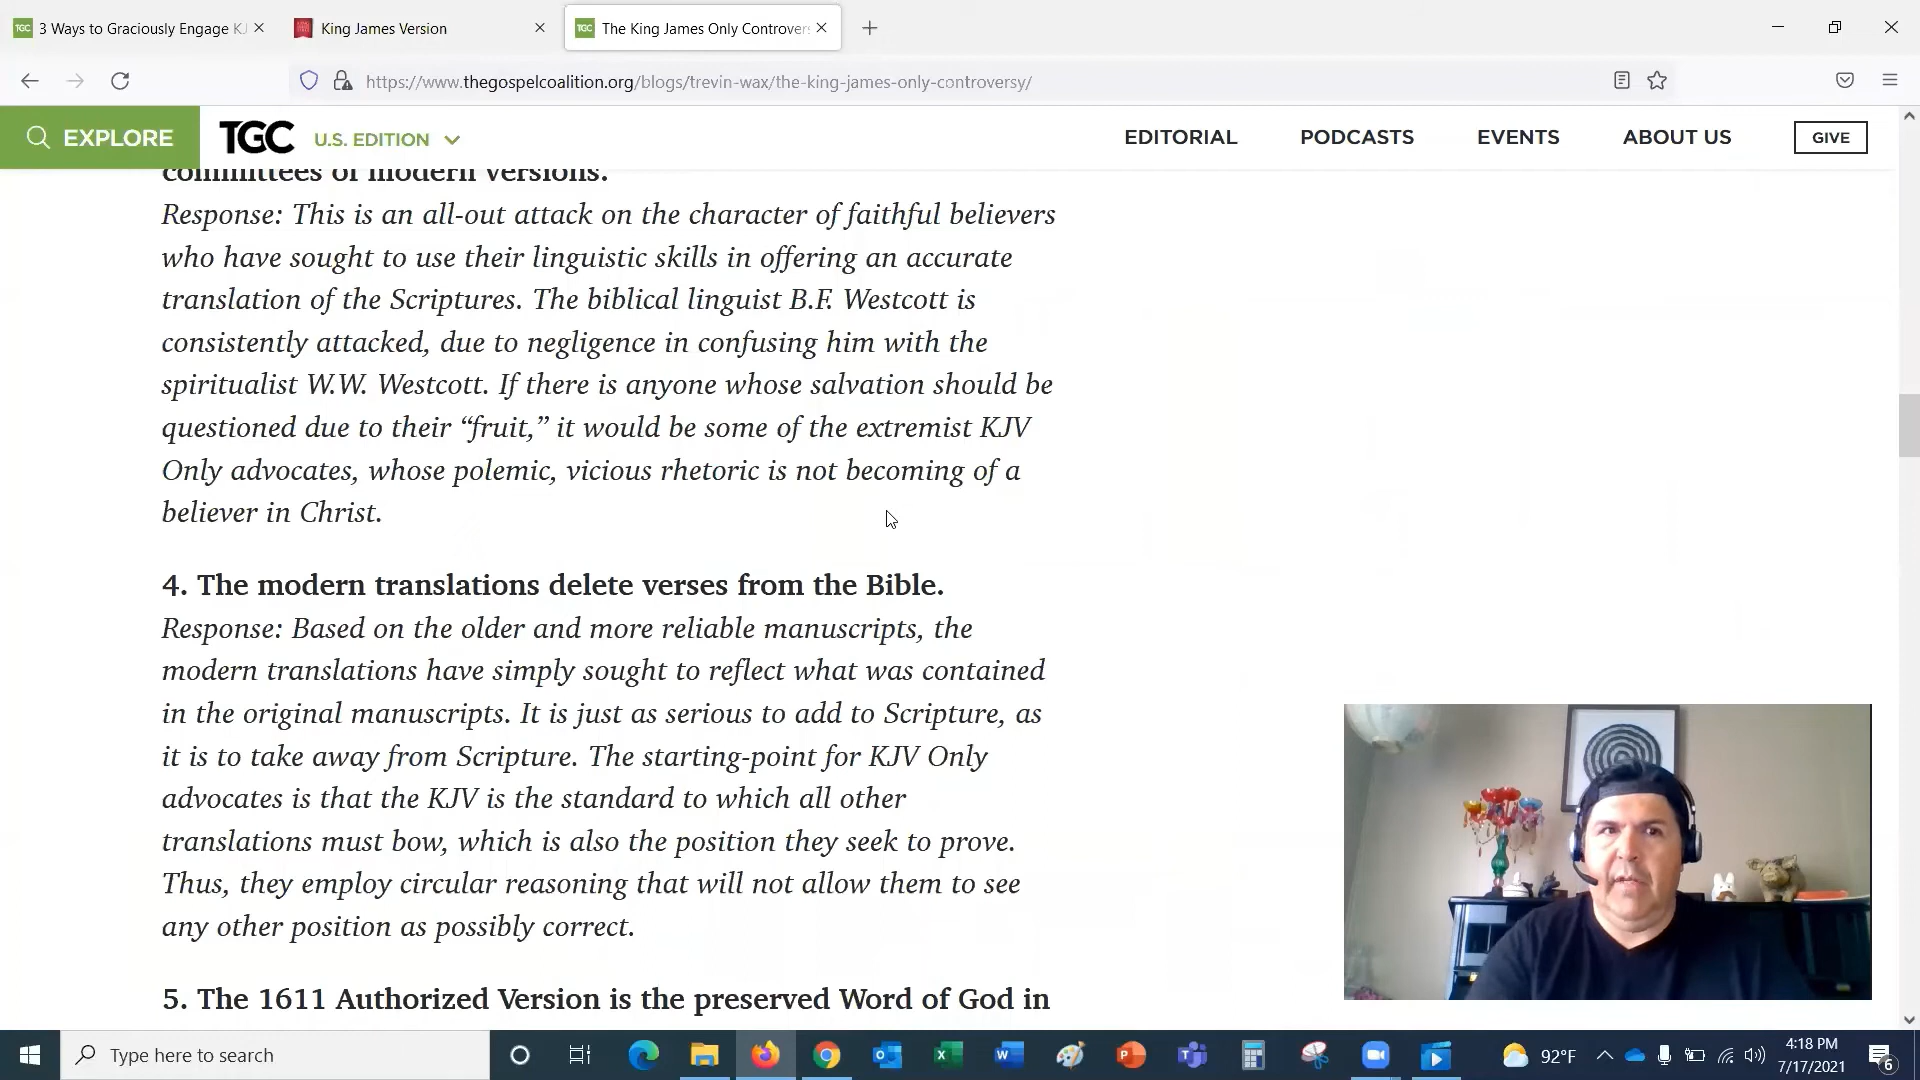 3 Ways to Graciously Engage KJ
King James Version
The King James Only Controver
https://www.thegospelcoalition.org/blogs/trevin-wax/the-king-james-only-controversy/
EXPLORE
TGC
U.S. EDITION
EDITORIAL
PODCASTS
EVENTS
ABOUT US
GIVE
committees of modern versions.
Response: This is an all-out attack on the character of faithful believers
who have sought to use their linguistic skills in offering an accurate
translation of the Scriptures. The biblical linguist B.F. Westcott is
consistently attacked, due to negligence in confusing him with the
spiritualist W.W. Westcott. If there is anyone whose salvation should be
questioned due to their “fruit,” it would be some of the extremist KJV
Only advocates, whose polemic, vicious rhetoric is not becoming of a
believer in Christ.
4. The modern translations delete verses from the Bible.
Response: Based on the older and more reliable manuscripts, the
modern translations have simply sought to reflect what was contained
in the original manuscripts. It is just as serious to add to Scripture, as
it is to take away from Scripture. The starting-point for KJV Only
advocates is that the KJV is the standard to which all other
translations must bow, which is also the position they seek to prove.
Thus, they employ circular reasoning that will not allow them to see
any other position as possibly correct.
5. The 1611 Authorized Version is the preserved Word of God in
Type here to search
92°F
4:18 PM
7/17/2021
6